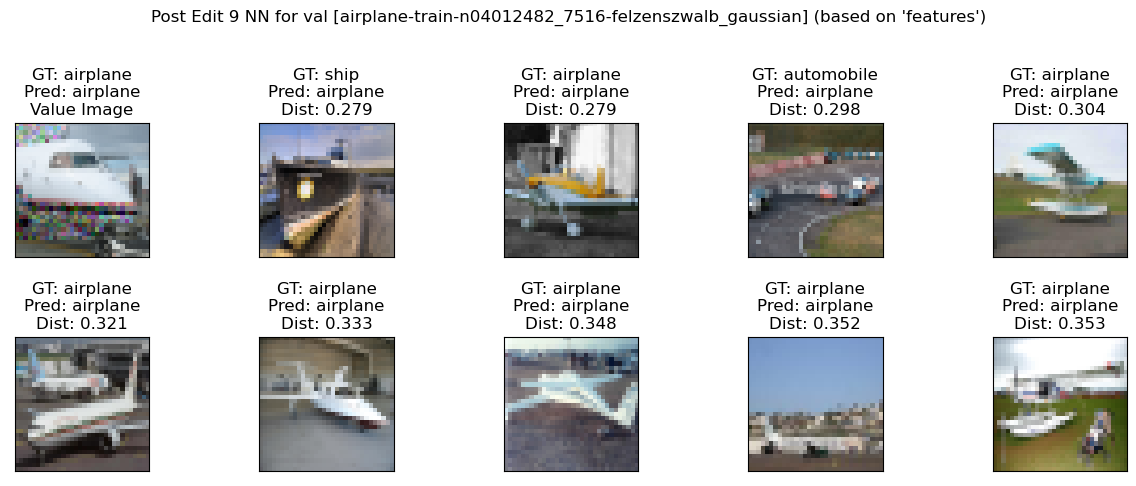 Post Edit 9 NN for val [airplane-train-n04012482_7516-felzenszwalb_gaussian] (based on 'features')
GT: airplane
Pred: airplane
Value Image
GT: ship
Pred: airplane
Dist: 0.279
GT: airplane
Pred: airplane
Dist: 0.279
GT: automobile
Pred: airplane
Dist: 0.298
GT: airplane
Pred: airplane
Dist: 0.304
GT: airplane
Pred: airplane
Dist: 0.321
GT: airplane
Pred: airplane
Dist: 0.333
GT: airplane
Pred: airplane
Dist: 0.348
GT: airplane
Pred: airplane
Dist: 0.352
GT: airplane
Pred: airplane
Dist: 0.353